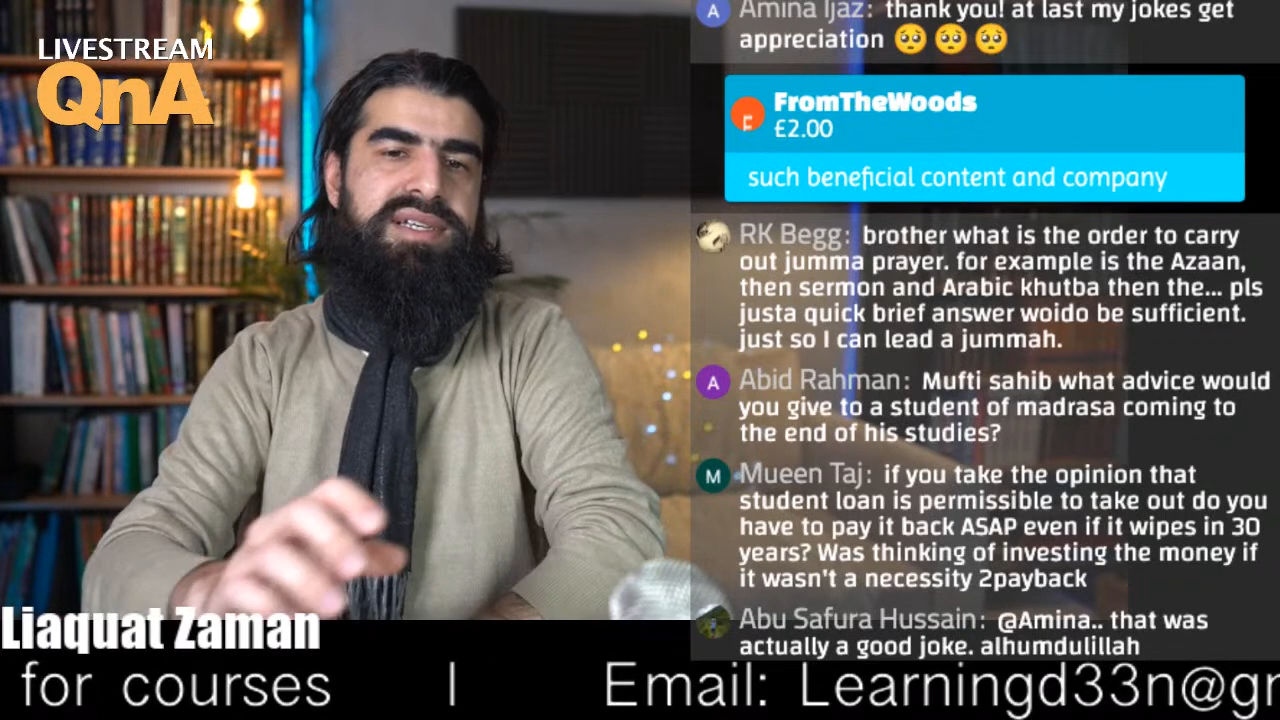 LIVESTREAM
QnA
Amina Ijaz: thank you! at last my jokes get
appreciation 🥺 🥺 🥺
F
FromTheWoods
£2.00
such beneficial content and company
RK Begg: brother what is the order to carry
out jumma prayer. for example is the Azaan,
then sermon and Arabic khutba then the... pls
justa quick brief answer woido be sufficient.
just so I can lead a jummah.
A
Abid Rahman: Mufti sahib what advice would
you give to a student of madrasa coming to
the end of his studies?
M
Mueen Taj: if you take the opinion that
student loan is permissible to take out do you
have to pay it back ASAP even if it wipes in 30
years? Was thinking of investing the money if
it wasn't a necessity 2payback
Abu Safura Hussain: @Amina.. that was
actually a good joke. alhumdulillah
Liaquat Zaman
for courses | Email: Learningd33n@gm